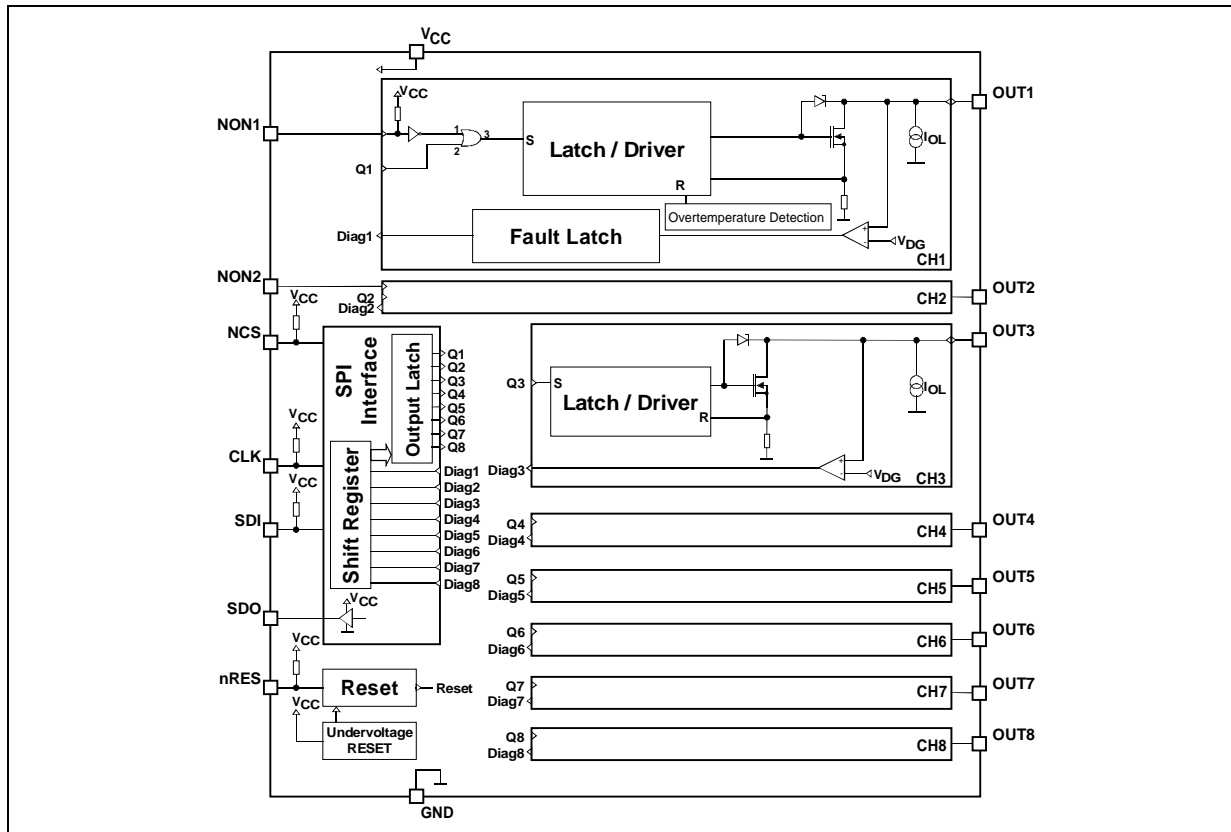 VCC
VCC
NON1
1
2
3
Q1
S
Latch / Driver
R
Overtemperature Detection
Fault Latch
Diag1
IOL
+
-
VDG
CH1
OUT1
NON2
Q2
Diag2
CH2
OUT2
VCC
NCS
SPI
Interface
Output Latch
Q1
Q2
Q3
Q4
Q5
Q6
Q7
Q8
VCC
CLK
VCC
SDI
Shift Register
Diag1
Diag2
Diag3
Diag4
Diag5
Diag6
Diag7
Diag8
SDO
VCC
VCC
nRES
Reset
Reset
VCC
Undervoltage
RESET
GND
Q3
S
Latch / Driver
R
IOL
+
-
VDG
Diag3
CH3
OUT3
Q4
Diag4
CH4
OUT4
Q5
Diag5
CH5
OUT5
Q6
Diag6
CH6
OUT6
Q7
Diag7
CH7
OUT7
Q8
Diag8
CH8
OUT8